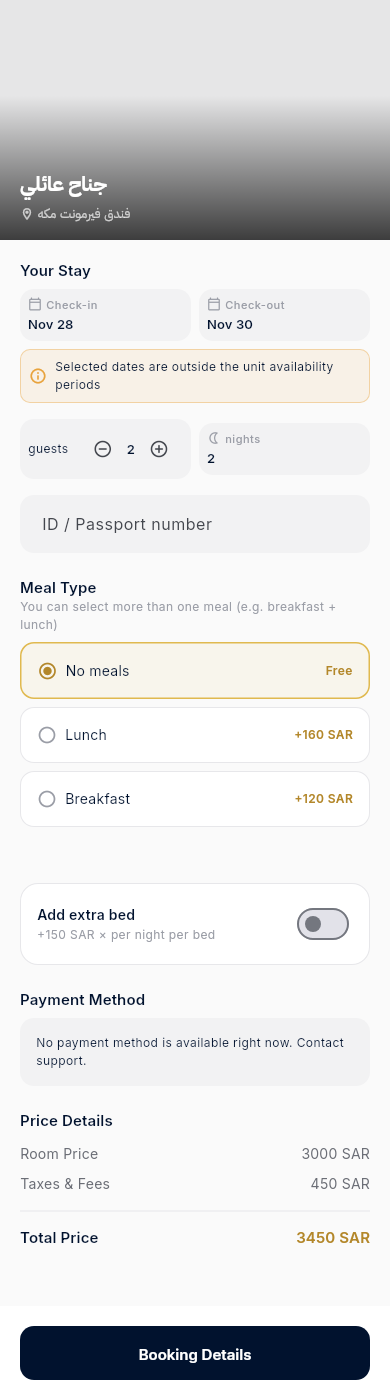 جناح عائلي
فندق فيرمونت مكه
Your Stay
Check-in
Nov 28
Check-out
Nov 30
Selected dates are outside the unit availability
periods
guests
2
nights
2
ID / Passport number
Meal Type
You can select more than one meal (e.g. breakfast +
lunch)
No meals
Free
Lunch
+160 SAR
Breakfast
+120 SAR
Add extra bed
+150 SAR × per night per bed
Payment Method
No payment method is available right now. Contact
support.
Price Details
Room Price
3000 SAR
Taxes & Fees
450 SAR
Total Price
3450 SAR
Booking Details